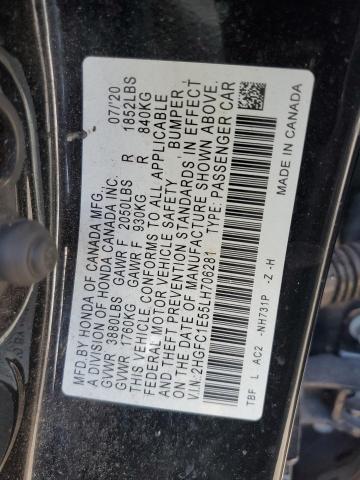 MFD.BY HONDA OF CANADA MFG.
A DIVISION OF HONDA CANADA INC. 07/'20
GVWR 3880LBS GAWR F 2050LBS R 1852LBS
GVWR 1760KG GAWR F 930KG R 840KG
THIS VEHICLE CONFORMS TO ALL APPLICABLE
FEDERAL MOTOR VEHICLE SAFETY BUMPER,
AND THEFT PREVENTION STANDARDS IN EFFECT
ON THE DATE OF MANUFACTURE SHOWN ABOVE.
V.I.N.:2HGFC1E55LH706281 TYPE: PASSENGER CAR
TBF L AC2 -NH731P -Z -H
MADE IN CANADA